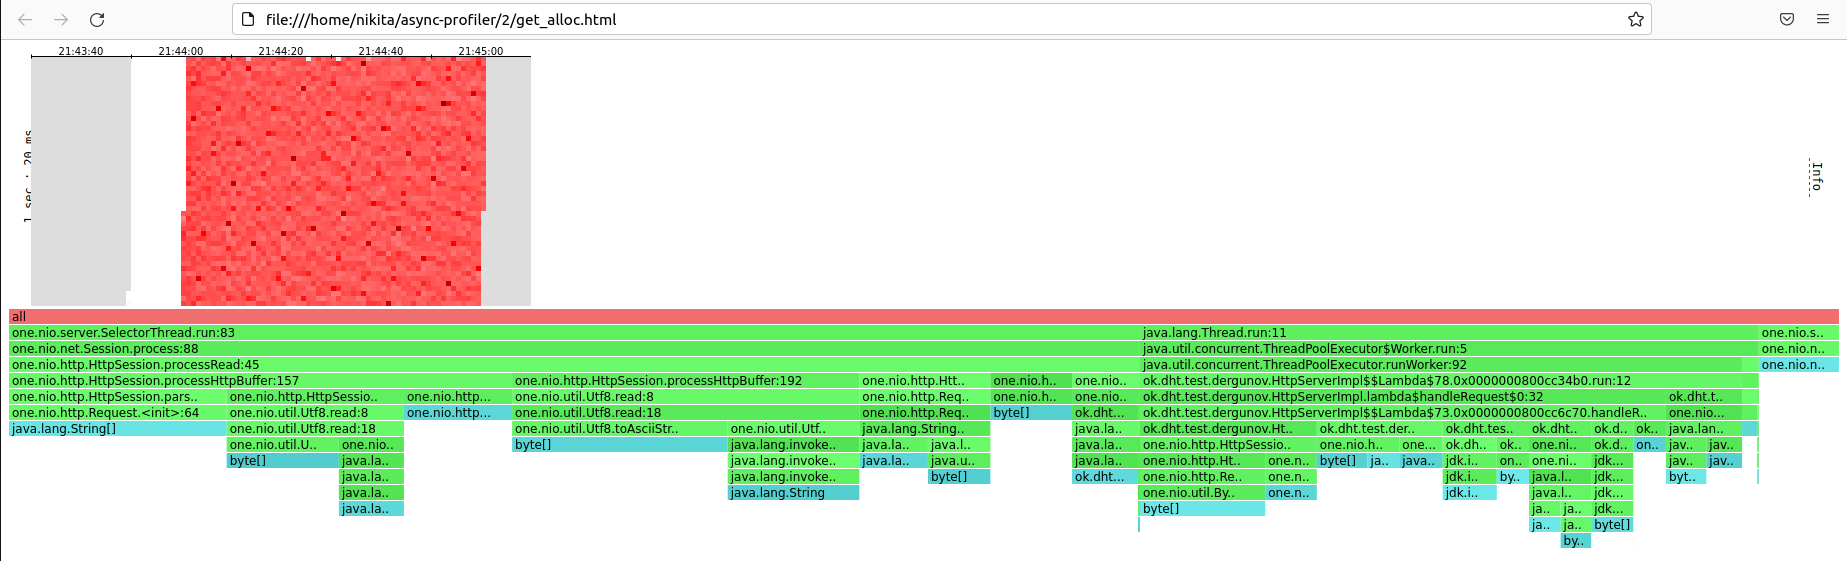 file:///home/nikita/async-profiler/2/get_alloc.html
21:43:40 21:44:00 21:44:20 21:44:40 21:45:00
1 sec : 20 ms
Info
all
one.nio.server.SelectorThread.run:83 java.lang.Thread.run:11 one.nio.s..
one.nio.net.Session.process:88 java.util.concurrent.ThreadPoolExecutor$Worker.run:5 one.nio.n..
one.nio.http.HttpSession.processRead:45 java.util.concurrent.ThreadPoolExecutor.runWorker:92 one.nio.n..
one.nio.http.HttpSession.processHttpBuffer:157 one.nio.http.HttpSession.processHttpBuffer:192 one.nio.http.Htt.. one.nio.h.. one.nio.. ok.dht.test.dergunov.HttpServerImpl$$Lambda$78.0x0000000800cc34b0.run:12
one.nio.http.HttpSession.pars.. one.nio.http.HttpSessio.. one.nio.http... one.nio.util.Utf8.read:8 one.nio.http.Req.. one.nio.h.. one.nio.. ok.dht.test.dergunov.HttpServerImpl.lambda$handleRequest$0:32 ok.dht.t..
one.nio.http.Request.<init>:64 one.nio.util.Utf8.read:8 one.nio.http... one.nio.util.Utf8.read:18 one.nio.http.Req.. byte[] ok.dht... ok.dht.test.dergunov.HttpServerImpl$$Lambda$73.0x0000000800cc6c70.handleR.. one.nio...
java.lang.String[] one.nio.util.Utf8.read:18 one.nio.util.Utf8.toAsciiStr.. one.nio.util.Utf.. java.lang.String.. java.la.. ok.dht.test.dergunov.Ht.. ok.dht.test.der.. ok.dht.tes.. ok.dht.. ok.d.. ok.. java.lan..
one.nio.util.U.. one.nio.. byte[] java.lang.invoke.. java.la.. java.l.. java.la.. one.nio.http.HttpSessio.. one.nio.h.. one... ok.dh.. ok.. one.ni.. ok.d.. on.. jav.. jav..
byte[] java.la.. java.lang.invoke.. java.la.. java.u.. java.la.. one.nio.http.Ht.. one.n.. byte[] ja.. java.. jdk.i.. on.. one.ni.. jdk... jav.. jav..
java.la.. java.lang.invoke.. byte[] ok.dht... one.nio.http.Re.. one.n.. jdk.i.. by.. java.l.. jdk... byt..
java.la.. java.lang.String one.nio.util.By.. one.n.. jdk.i.. java.l.. jdk...
java.la.. byte[] ja.. ja.. jdk...
ja.. ja.. byte[]
by..